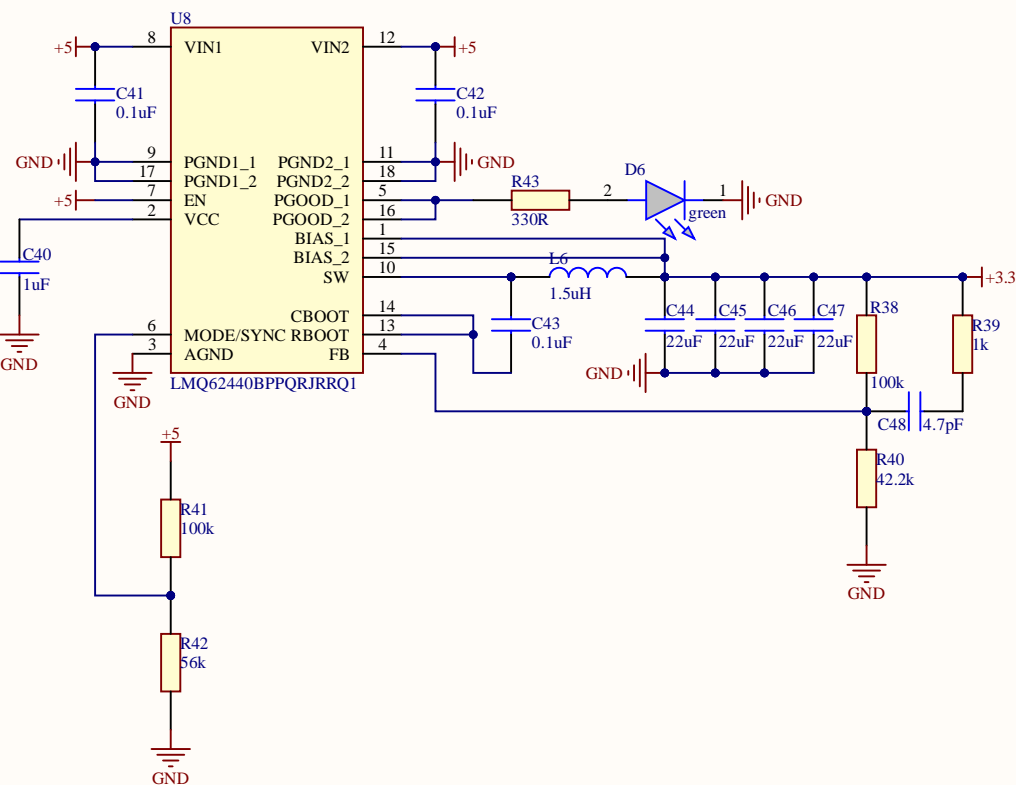 U8
+5 8 VIN1 VIN2 12 +5
C41
0.1uF
C42
0.1uF
GND 9 PGND1_1 PGND2_1 11 GND
17 PGND1_2 PGND2_2 18
+5 7 EN PGOOD_1 5
2 VCC PGOOD_2 16
BIAS_1 1
BIAS_2 15
SW 10
CBOOT 14
6 MODE/SYNC RBOOT 13
3 AGND FB 4
LMQ62440BPPQRJRRQ1
C40
1uF
GND
GND
R43
330R
2 D6 1
green
GND
L6
1.5uH
+3.3
C43
0.1uF
C44
22uF
C45
22uF
C46
22uF
C47
22uF
GND
R38
100k
R39
1k
C48 4.7pF
R40
42.2k
GND
+5
R41
100k
R42
56k
GND